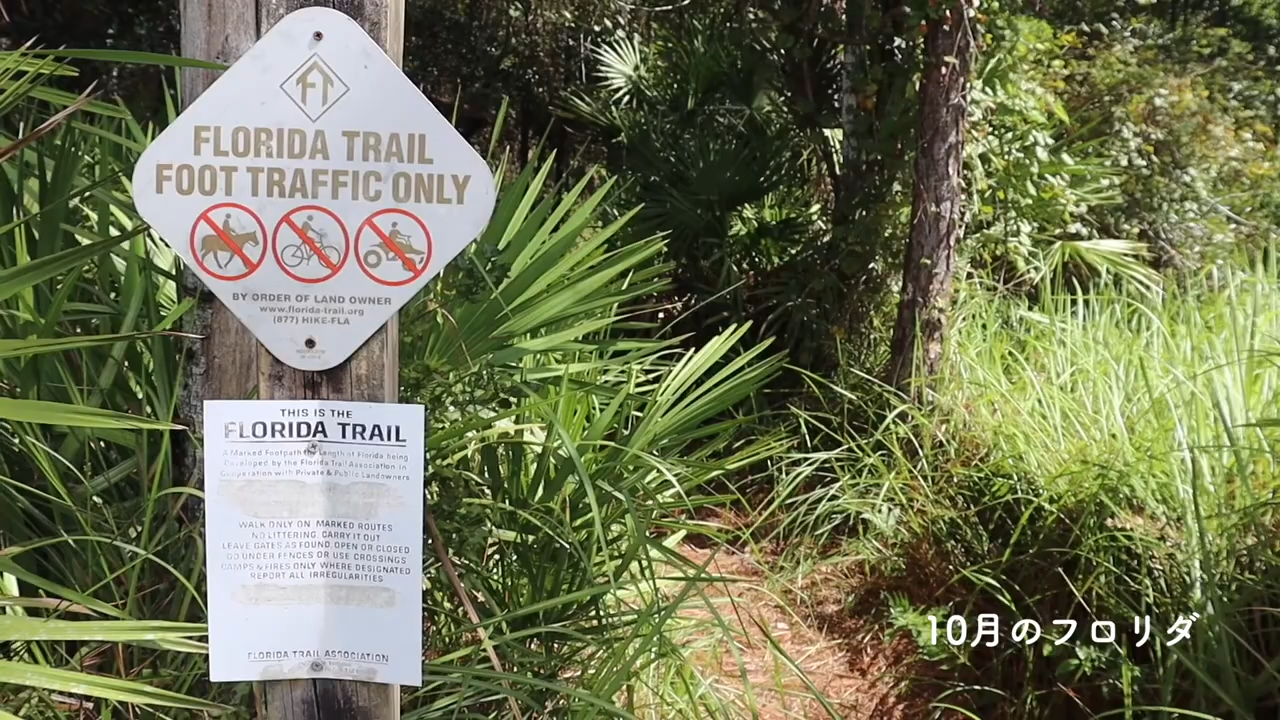 FT
FLORIDA TRAIL
FOOT TRAFFIC ONLY
BY ORDER OF LAND OWNER
www.florida-trail.org
(877) HIKE-FLA
THIS IS THE
FLORIDA TRAIL
A Marked Footpath the Length of Florida being
Developed by the Florida Trail Association in
Cooperation with Private & Public Landowners
WALK ONLY ON MARKED ROUTES
NO LITTERING, CARRY IT OUT
LEAVE GATES AS FOUND, OPEN OR CLOSED
GO UNDER FENCES OR USE CROSSINGS
CAMPS & FIRES ONLY WHERE DESIGNATED
REPORT ALL IRREGULARITIES
FLORIDA TRAIL ASSOCIATION
10月のフロリダ